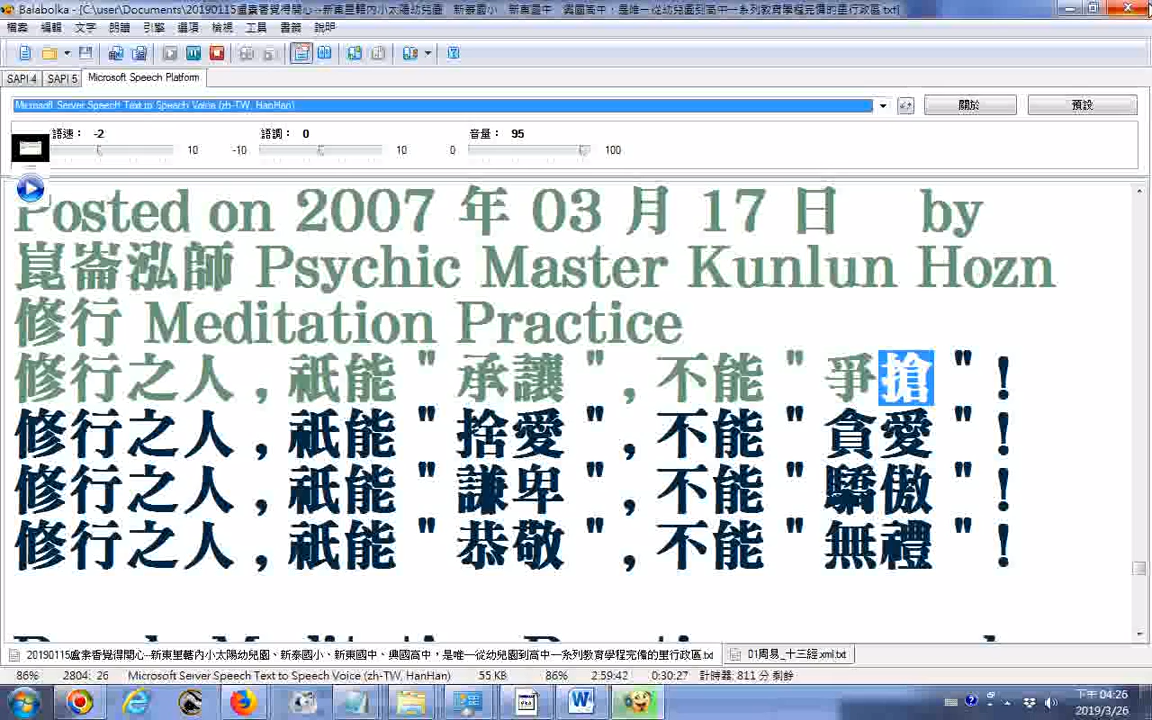 Balabolka - [C:\user\Documents\20190115盧素香覺得開心--新東里轄內小太陽幼兒園、新泰國小、新東國中、興國高中，是唯一從幼兒園到高中一系列教育學程完備的里行政區.txt]
檔案 編輯 文字 朗讀 引擎 選項 檢視 工具 書籤 說明
SAPI 4 SAPI 5 Microsoft Speech Platform
Microsoft Server Speech Text to Speech Voice (zh-TW, HanHan) 關於 預設
語速： -2 語調： 0 音量： 95
10 -10 10 0 100
Posted on 2007 年 03 月 17 日 by
崑崙泓師 Psychic Master Kunlun Hozn
修行 Meditation Practice
修行之人 , 祇能 " 承讓 " , 不能 " 爭搶 " !
修行之人 , 祇能 " 捨愛 " , 不能 " 貪愛 " !
修行之人 , 祇能 " 謙卑 " , 不能 " 驕傲 " !
修行之人 , 祇能 " 恭敬 " , 不能 " 無禮 " !
20190115盧素香覺得開心--新東里轄內小太陽幼兒園、新泰國小、新東國中、興國高中，是唯一從幼兒園到高中一系列教育學程完備的里行政區.txt 01周易_十三經.xml.txt
86% 2804: 26 Microsoft Server Speech Text to Speech Voice (zh-TW, HanHan) 55 KB 86% 2:59:42 0:30:27 計時器: 811 分 剩餘
下午 04:26
2019/3/26